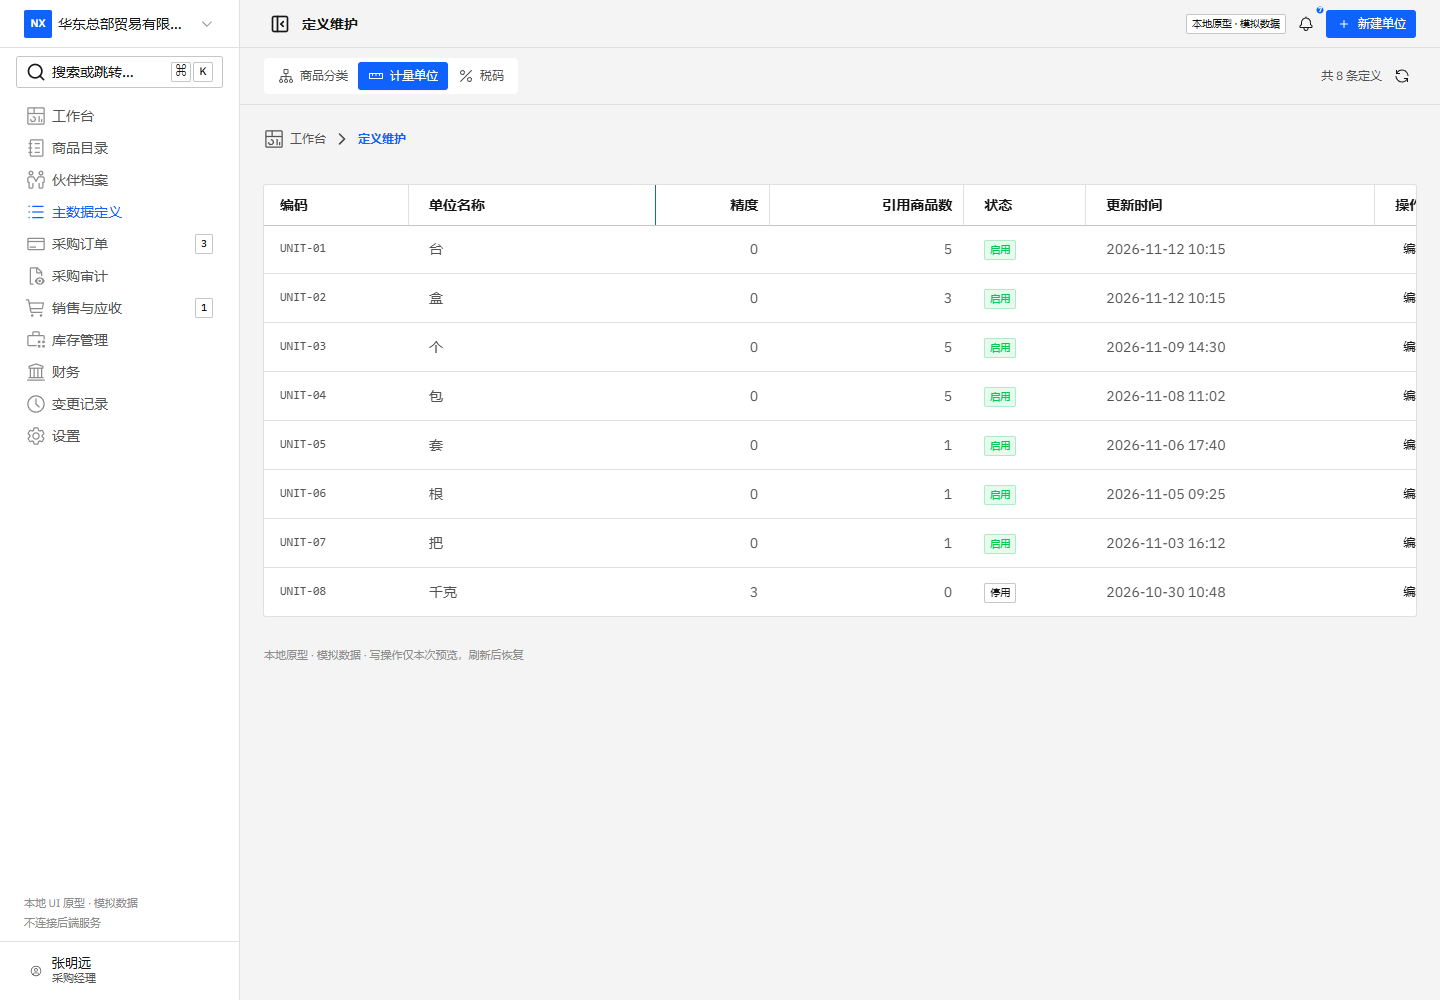 NX 华东总部贸易有限...
搜索或跳转... ⌘ K
工作台
商品目录
伙伴档案
主数据定义
采购订单 3
采购审计
销售与应收 1
库存管理
财务
变更记录
设置
本地 UI 原型 · 模拟数据
不连接后端服务
张明远
采购经理
定义维护
本地原型 · 模拟数据
7
+ 新建单位
商品分类 计量单位 税码
共 8 条定义
工作台 > 定义维护
编码 单位名称 精度 引用商品数 状态 更新时间 操作
UNIT-01 台 0 5 启用 2026-11-12 10:15 编
UNIT-02 盒 0 3 启用 2026-11-12 10:15 编
UNIT-03 个 0 5 启用 2026-11-09 14:30 编
UNIT-04 包 0 5 启用 2026-11-08 11:02 编
UNIT-05 套 0 1 启用 2026-11-06 17:40 编
UNIT-06 根 0 1 启用 2026-11-05 09:25 编
UNIT-07 把 0 1 启用 2026-11-03 16:12 编
UNIT-08 千克 3 0 停用 2026-10-30 10:48 编
本地原型 · 模拟数据 · 写操作仅本次预览，刷新后恢复